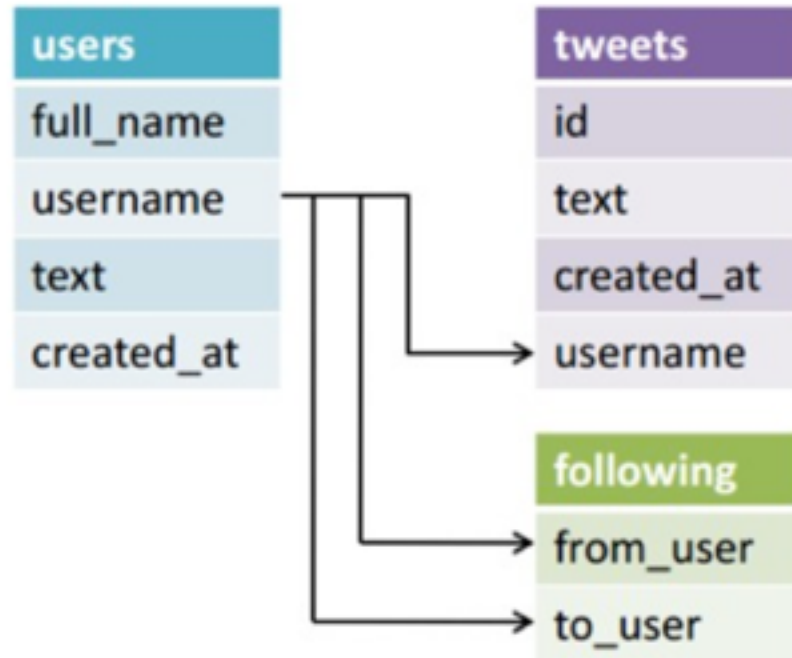 users
full_name
username
text
created_at
tweets
id
text
created_at
username
following
from_user
to_user